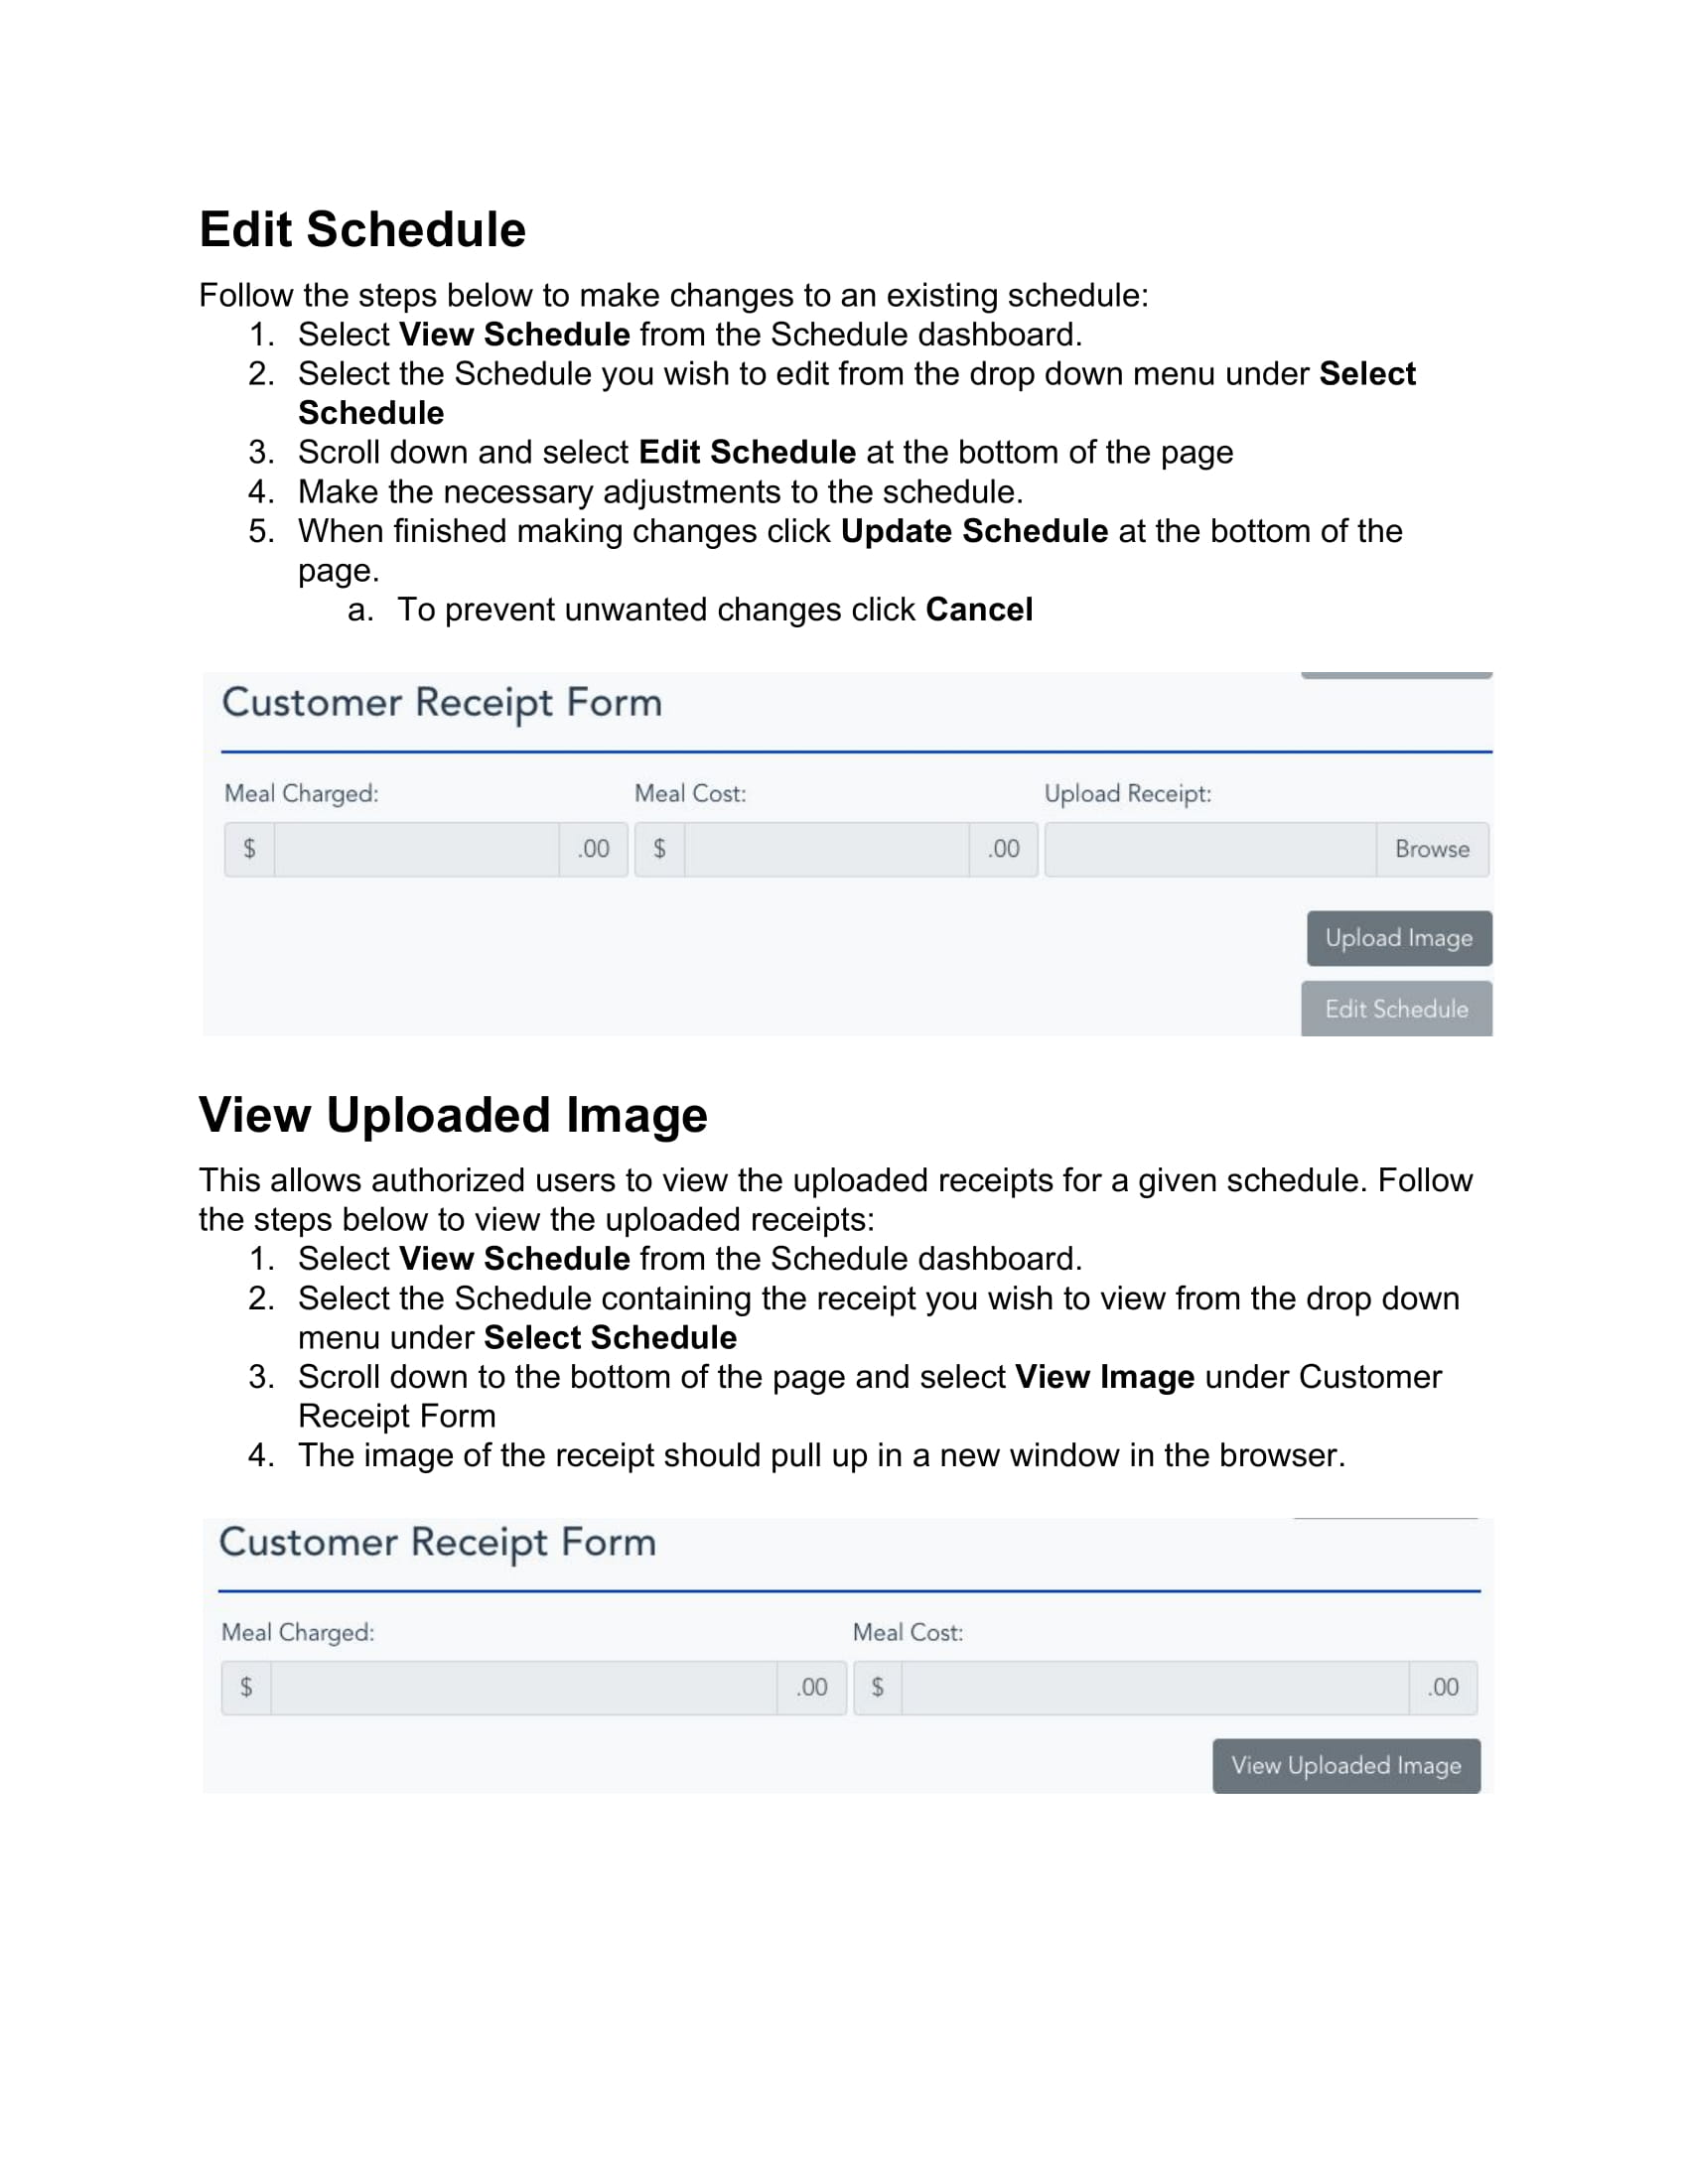 Edit Schedule
Follow the steps below to make changes to an existing schedule:
1. Select View Schedule from the Schedule dashboard.
2. Select the Schedule you wish to edit from the drop down menu under Select
Schedule
3. Scroll down and select Edit Schedule at the bottom of the page
4. Make the necessary adjustments to the schedule.
5. When finished making changes click Update Schedule at the bottom of the
page.
a. To prevent unwanted changes click Cancel
Customer Receipt Form
Meal Charged: Meal Cost: Upload Receipt:
$ .00 $ .00 Browse
Upload Image
Edit Schedule
View Uploaded Image
This allows authorized users to view the uploaded receipts for a given schedule. Follow
the steps below to view the uploaded receipts:
1. Select View Schedule from the Schedule dashboard.
2. Select the Schedule containing the receipt you wish to view from the drop down
menu under Select Schedule
3. Scroll down to the bottom of the page and select View Image under Customer
Receipt Form
4. The image of the receipt should pull up in a new window in the browser.
Customer Receipt Form
Meal Charged: Meal Cost:
$ .00 $ .00
View Uploaded Image